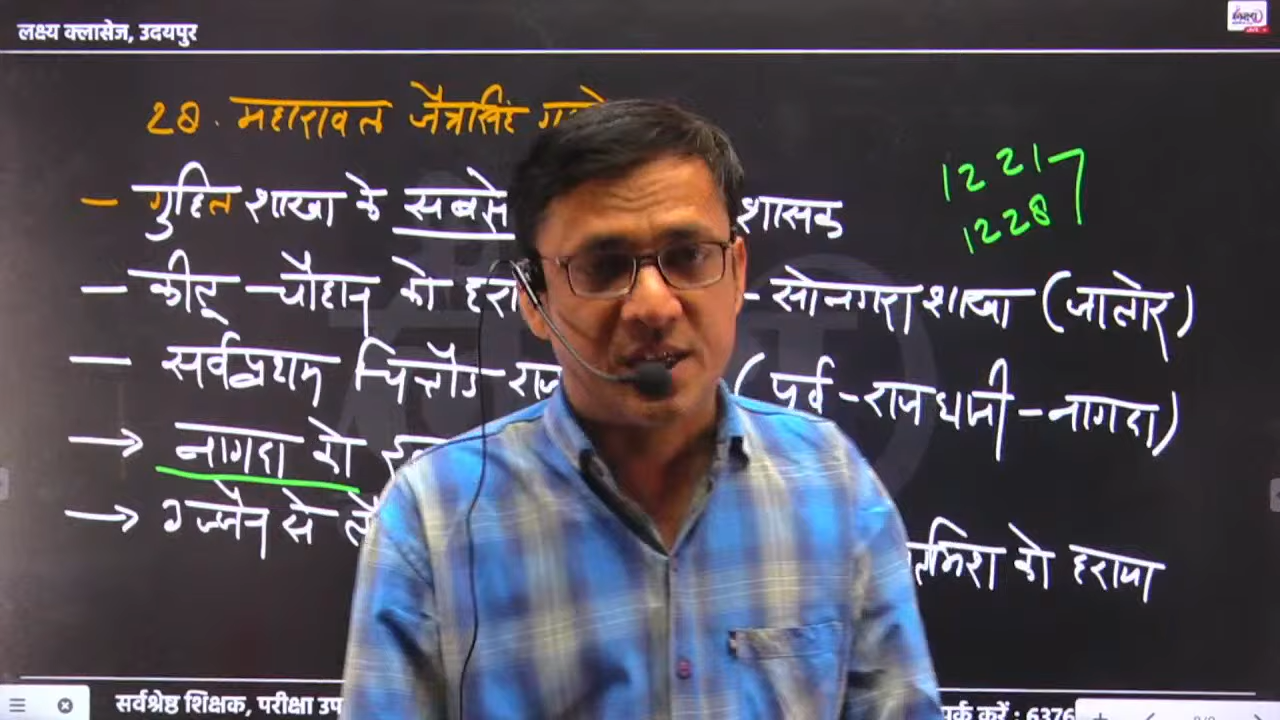 लक्ष्य क्लासेज, उदयपुर
28. महारावल जैत्रसिंह
1221
1228
- गुहिल शाखा के सबसे शासक
- कीतू - चौहान को हरा - सोनगरा शाखा (जालोर)
- सर्वप्रथम चित्तौड़ - राज (पूर्व - राजधानी - नागदा)
→ नागदा को
→ उज्जैन से को हराया
सर्वश्रेष्ठ शिक्षक, परीक्षा उप र्क करें : 6376